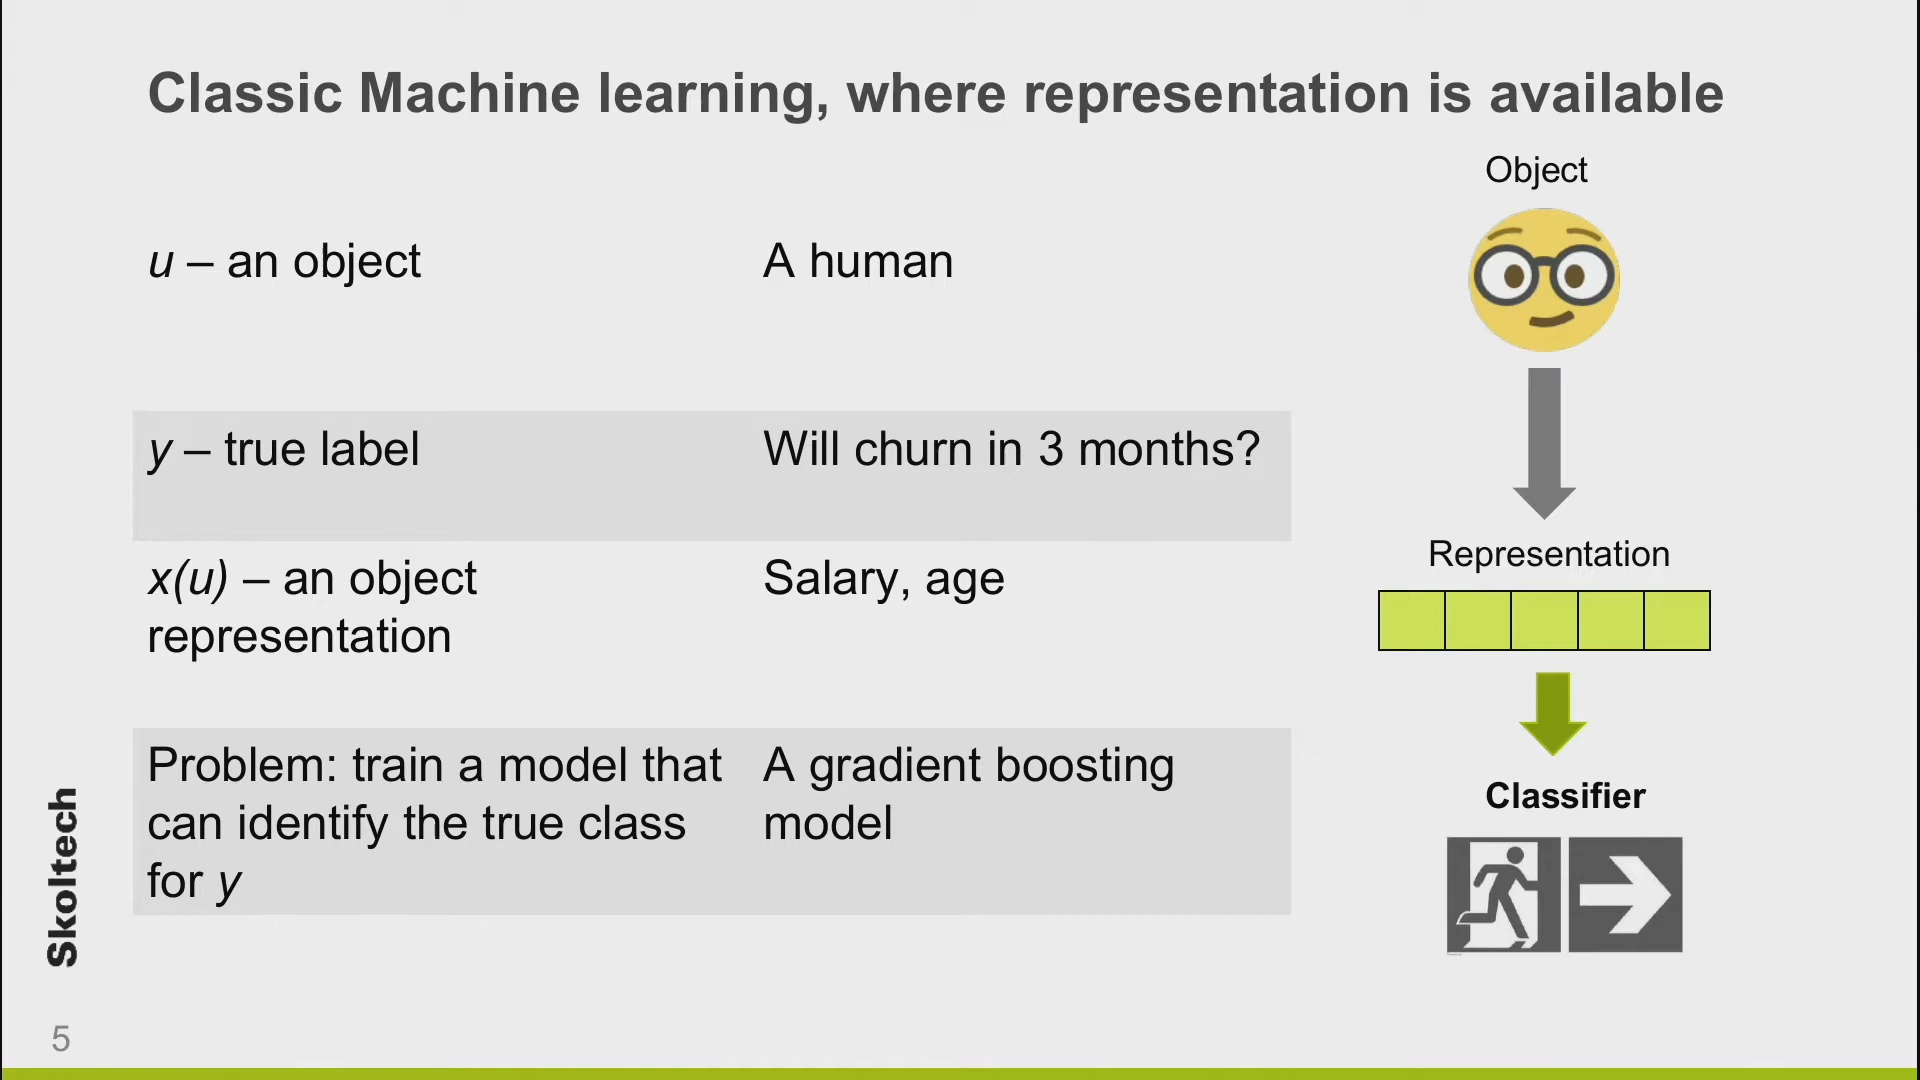 Classic Machine learning, where representation is available
u – an object
A human
y – true label
Will churn in 3 months?
x(u) – an object
representation
Salary, age
Problem: train a model that
can identify the true class
for y
A gradient boosting
model
Object
Representation
Classifier
Skoltech
5